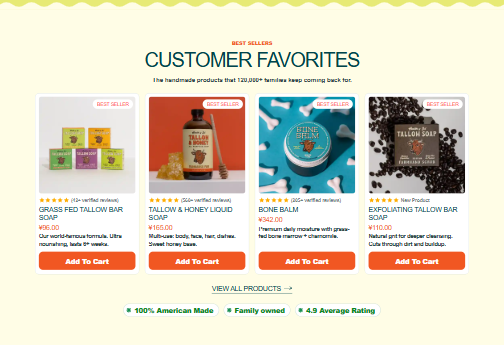 BEST SELLERS
CUSTOMER FAVORITES
The handmade products that 120,000+ families keep coming back for.
BEST SELLER
BEST SELLER
BEST SELLER
BEST SELLER
TALLOW
& HONEY
BONE
BALM
TALLOW SOAP
★★★★★ (424+ verified reviews)
GRASS FED TALLOW BAR
SOAP
¥96.00
Our world-famous formula. Ultra
nourishing, lasts 6+ weeks.
Add To Cart
★★★★★ (568+ verified reviews)
TALLOW & HONEY LIQUID
SOAP
¥165.00
Multi-use: body, face, hair, dishes.
Sweet honey base.
Add To Cart
★★★★★ (285+ verified reviews)
BONE BALM
¥342.00
Premium daily moisture with grass-
fed bone marrow + chamomile.
Add To Cart
★★★★★ New Product
EXFOLIATING TALLOW BAR
SOAP
¥110.00
Natural grit for deeper cleansing.
Cuts through dirt and buildup.
Add To Cart
VIEW ALL PRODUCTS →
100% American Made
Family owned
4.9 Average Rating